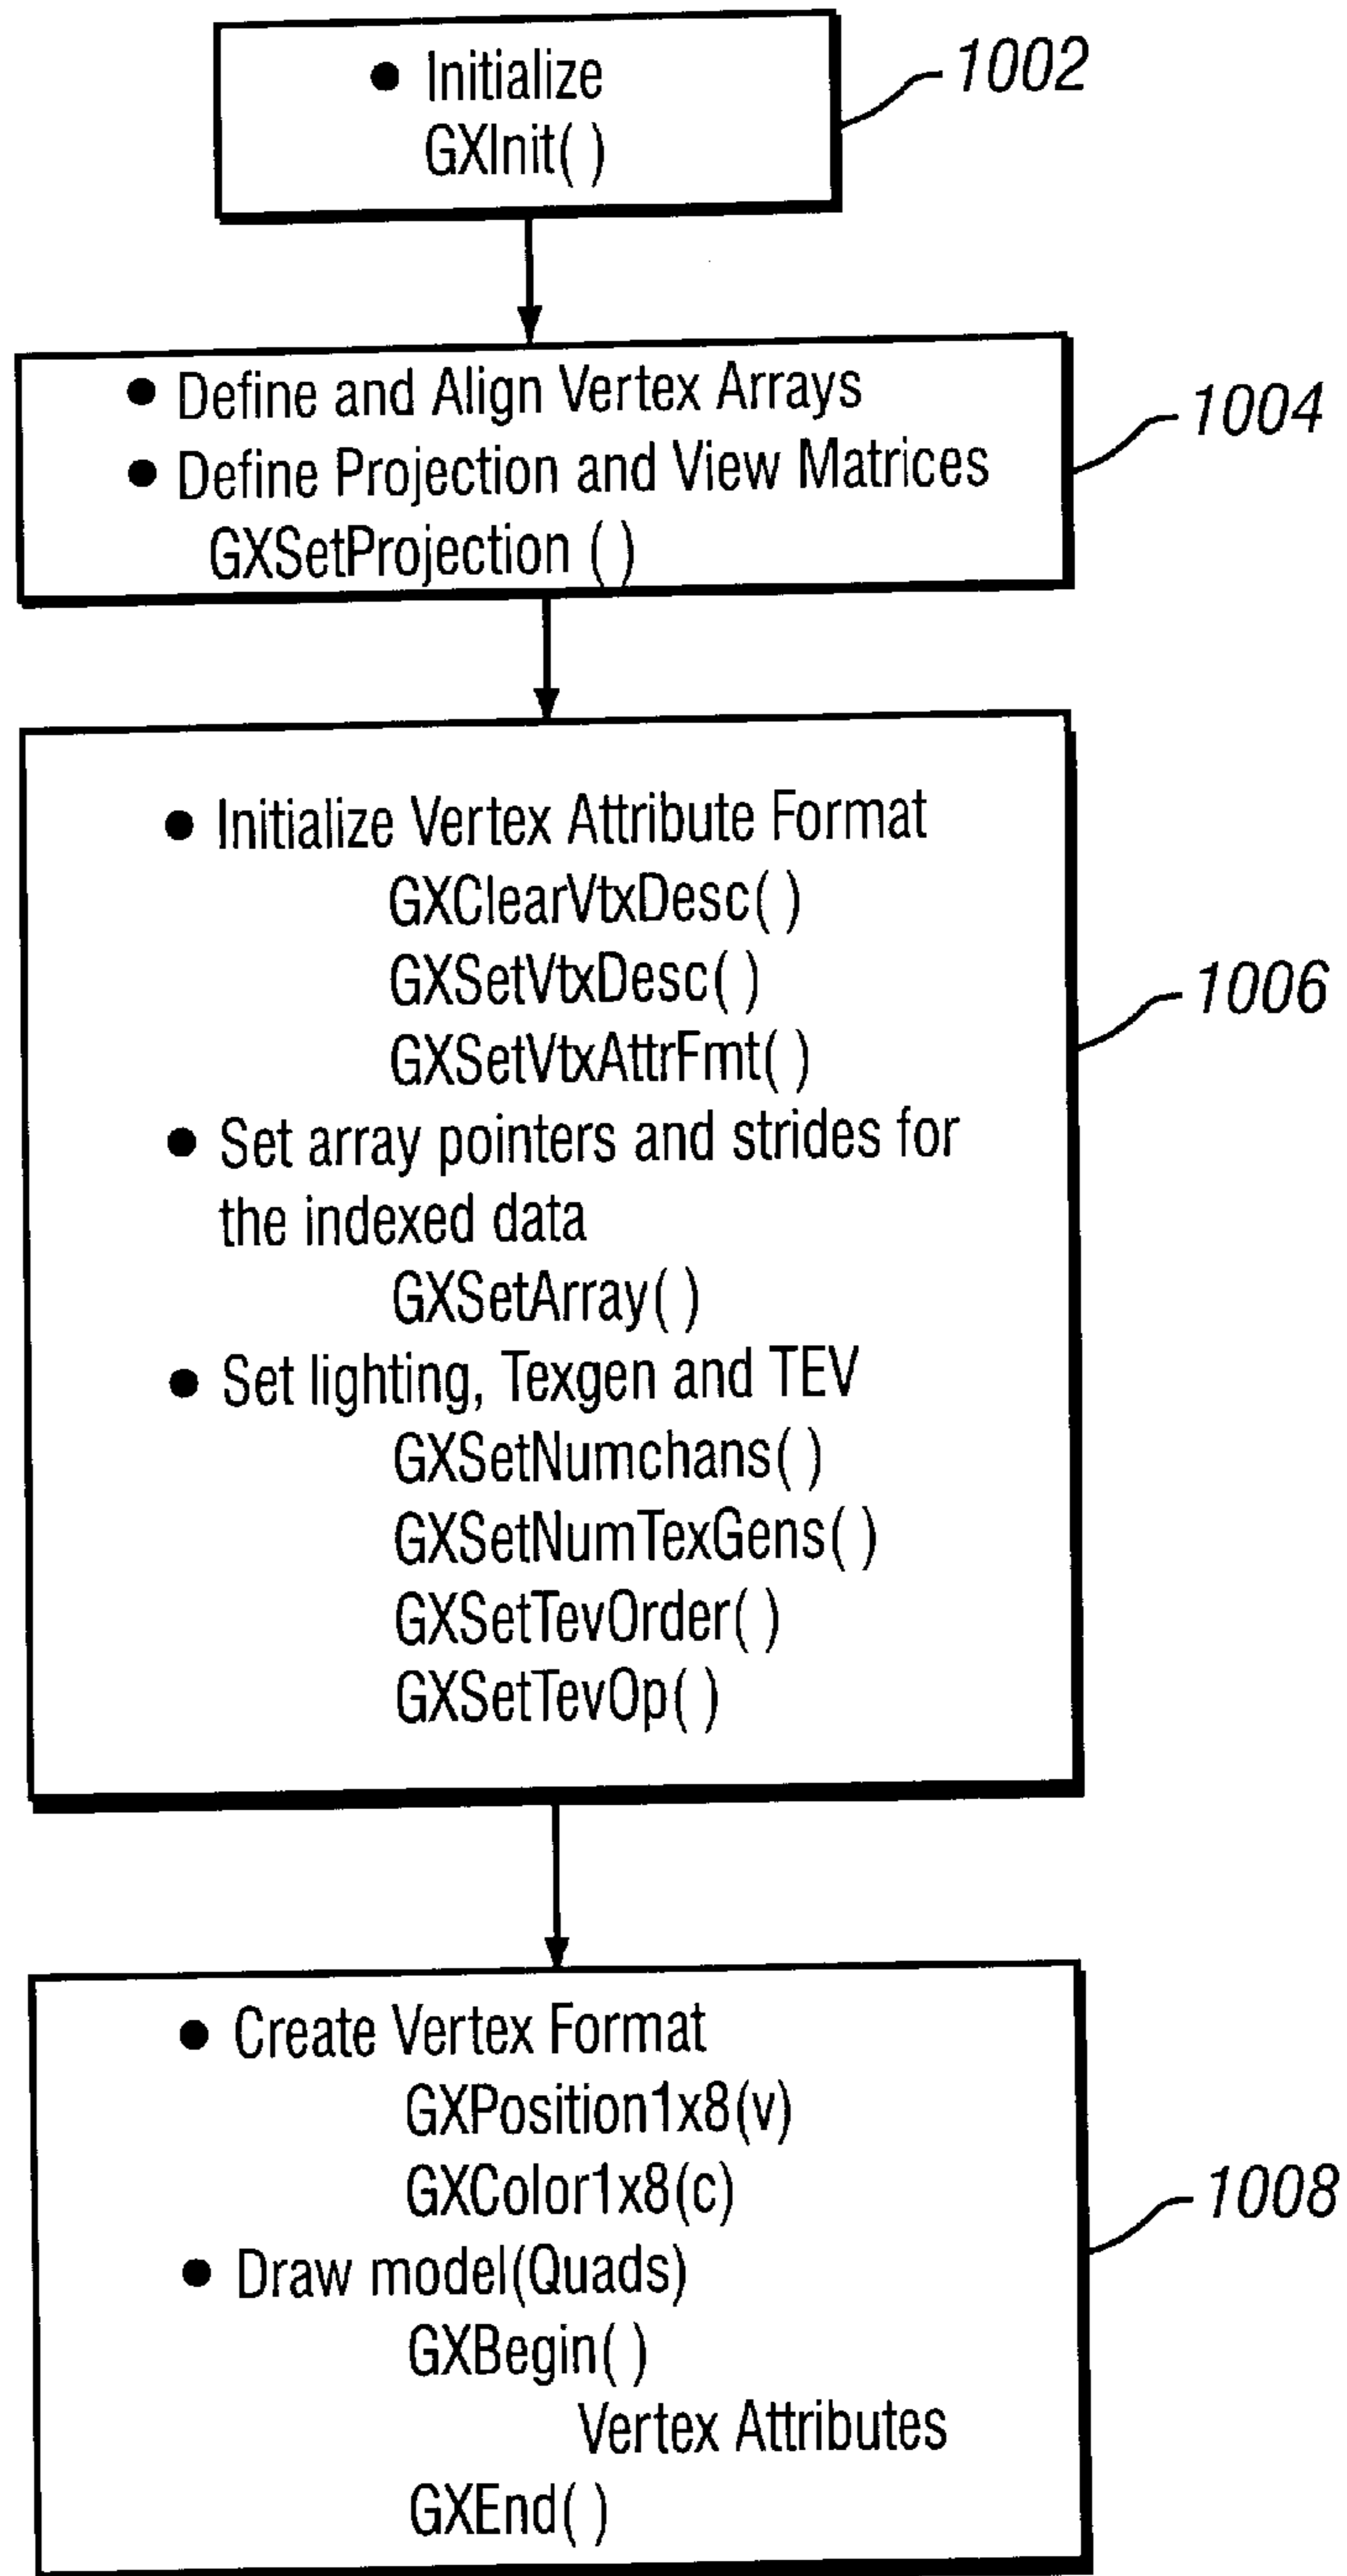 ● Initialize
GXInit( )
1002
● Define and Align Vertex Arrays
● Define Projection and View Matrices
GXSetProjection ( )
1004
● Initialize Vertex Attribute Format
GXClearVtxDesc( )
GXSetVtxDesc( )
GXSetVtxAttrFmt( )
● Set array pointers and strides for
the indexed data
GXSetArray( )
● Set lighting, Texgen and TEV
GXSetNumchans( )
GXSetNumTexGens( )
GXSetTevOrder( )
GXSetTevOp( )
1006
● Create Vertex Format
GXPosition1x8(v)
GXColor1x8(c)
● Draw model(Quads)
GXBegin( )
Vertex Attributes
GXEnd( )
1008